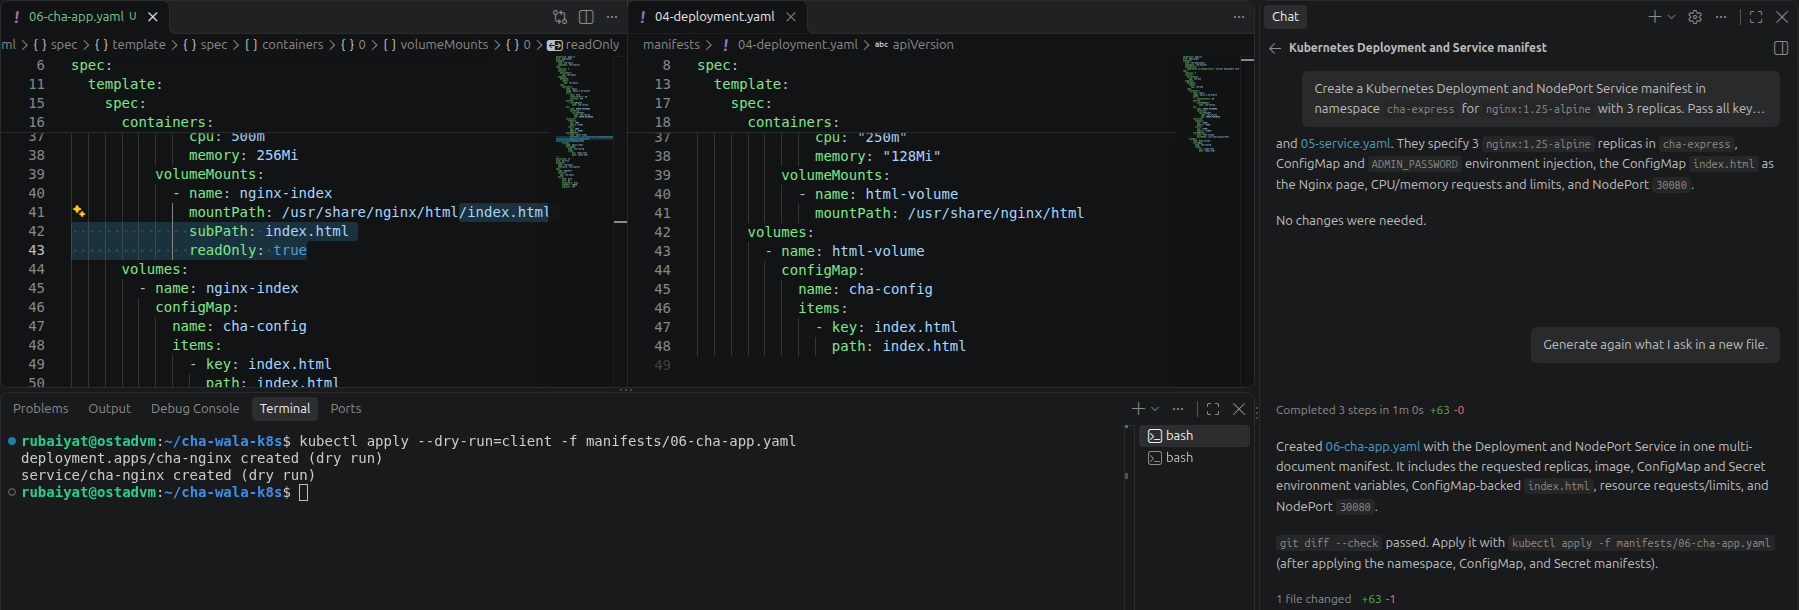 06-cha-app.yaml U
ml > { } spec > { } template > { } spec > [ ] containers > { } 0 > [ ] volumeMounts > { } 0 > readOnly
6 spec:
11 template:
15 spec:
16 containers:
37 cpu: 500m
38 memory: 256Mi
39 volumeMounts:
40 - name: nginx-index
41 mountPath: /usr/share/nginx/html/index.html
42 subPath: index.html
43 readOnly: true
44 volumes:
45 - name: nginx-index
46 configMap:
47 name: cha-config
48 items:
49 - key: index.html
50 path: index.html
04-deployment.yaml
manifests > 04-deployment.yaml > abc apiVersion
8 spec:
13 template:
17 spec:
18 containers:
37 cpu: "250m"
38 memory: "128Mi"
39 volumeMounts:
40 - name: html-volume
41 mountPath: /usr/share/nginx/html
42 volumes:
43 - name: html-volume
44 configMap:
45 name: cha-config
46 items:
47 - key: index.html
48 path: index.html
49
Problems Output Debug Console Terminal Ports
rubaiyat@ostadvm:~/cha-wala-k8s$ kubectl apply --dry-run=client -f manifests/06-cha-app.yaml
deployment.apps/cha-nginx created (dry run)
service/cha-nginx created (dry run)
rubaiyat@ostadvm:~/cha-wala-k8s$
bash
bash
Chat
Kubernetes Deployment and Service manifest
Create a Kubernetes Deployment and NodePort Service manifest in
namespace cha-express for nginx:1.25-alpine with 3 replicas. Pass all key...
and 05-service.yaml. They specify 3 nginx:1.25-alpine replicas in cha-express,
ConfigMap and ADMIN_PASSWORD environment injection, the ConfigMap index.html as
the Nginx page, CPU/memory requests and limits, and NodePort 30080.
No changes were needed.
Generate again what I ask in a new file.
Completed 3 steps in 1m 0s +63 -0
Created 06-cha-app.yaml with the Deployment and NodePort Service in one multi-
document manifest. It includes the requested replicas, image, ConfigMap and Secret
environment variables, ConfigMap-backed index.html, resource requests/limits, and
NodePort 30080.
git diff --check passed. Apply it with kubectl apply -f manifests/06-cha-app.yaml
(after applying the namespace, ConfigMap, and Secret manifests).
1 file changed +63 -1